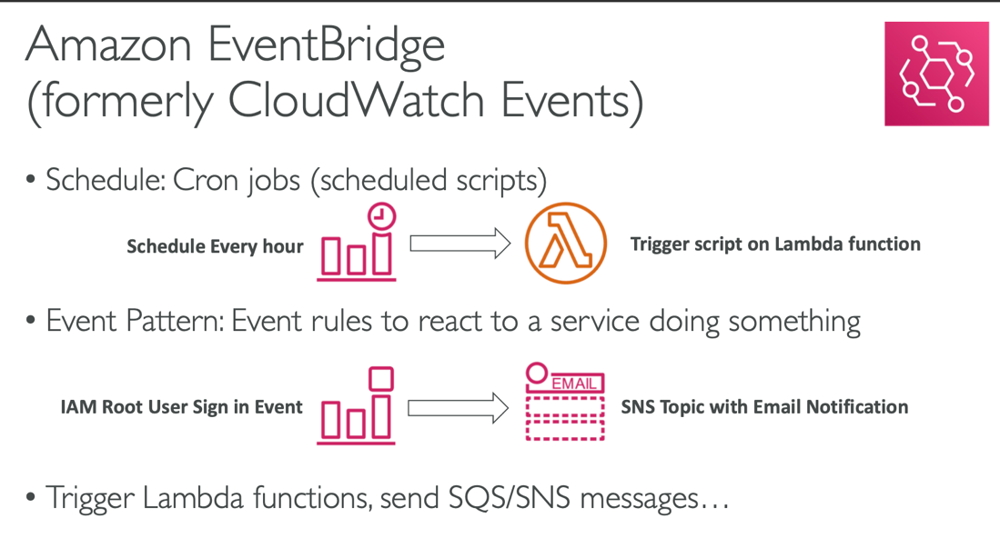 Amazon EventBridge
(formerly CloudWatch Events)
• Schedule: Cron jobs (scheduled scripts)
Schedule Every hour
Trigger script on Lambda function
• Event Pattern: Event rules to react to a service doing something
IAM Root User Sign in Event
EMAIL
SNS Topic with Email Notification
• Trigger Lambda functions, send SQS/SNS messages…